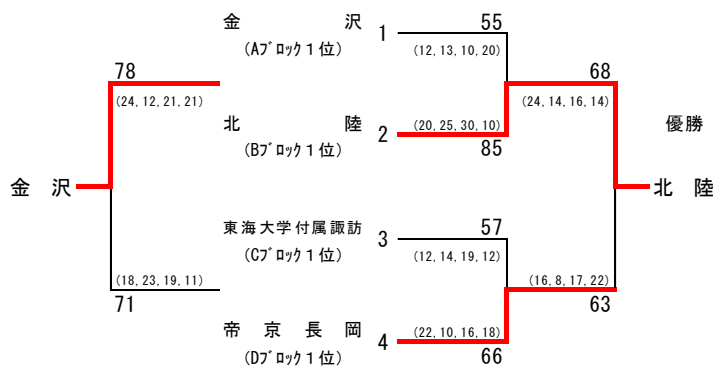 金沢 1 55
(Aブロック1位) (12, 13, 10, 20)
78 68
(24, 12, 21, 21) (24, 14, 16, 14)
北陸 2 (20, 25, 30, 10) 優勝
(Bブロック1位) 85
金沢 北陸
東海大学付属諏訪 3 57
(Cブロック1位) (12, 14, 19, 12)
(18, 23, 19, 11) (16, 8, 17, 22)
71 63
帝京長岡 4 (22, 10, 16, 18)
(Dブロック1位) 66